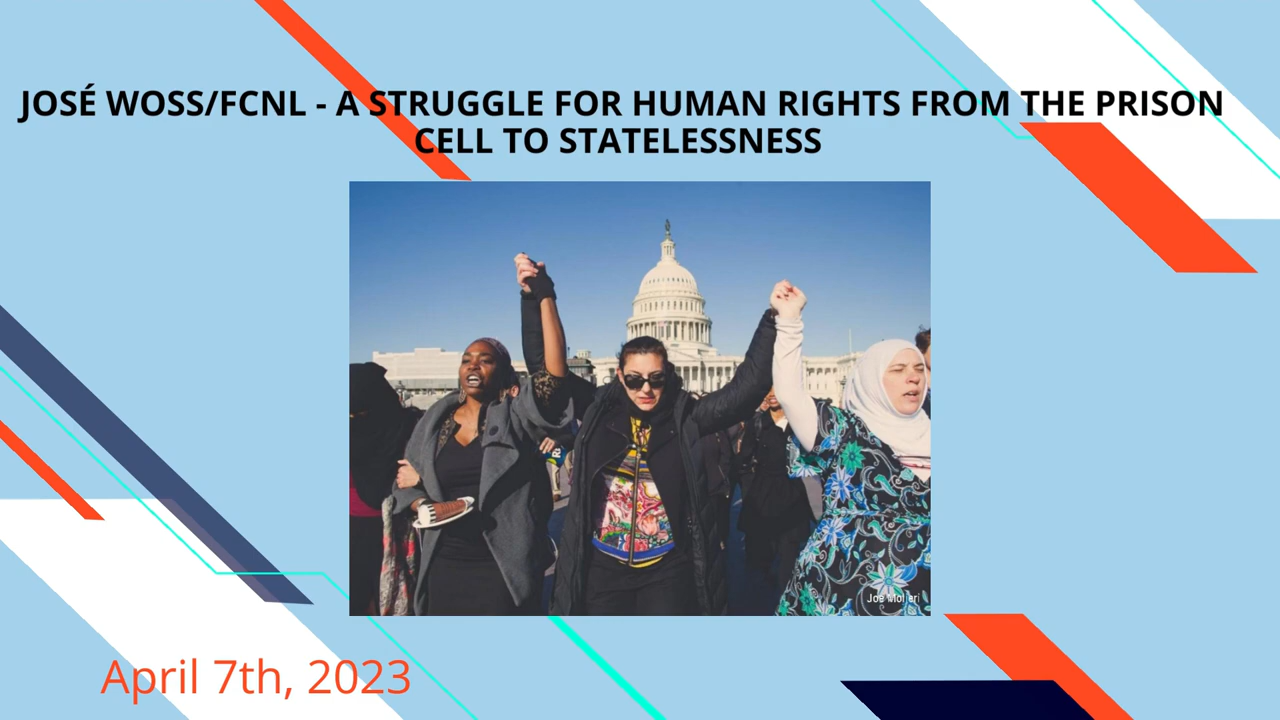 JOSÉ WOSS/FCNL - A STRUGGLE FOR HUMAN RIGHTS FROM THE PRISON
CELL TO STATELESSNESS
April 7th, 2023